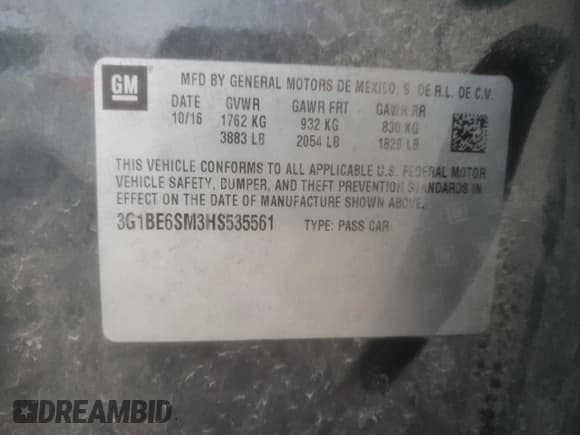 GM
MFD BY GENERAL MOTORS DE MEXICO, S. DE R.L. DE C.V.
DATE GVWR GAWR FRT GAWR RR
10/16 1762 KG 932 KG 830 KG
3883 LB 2054 LB 1829 LB
THIS VEHICLE CONFORMS TO ALL APPLICABLE U.S. FEDERAL MOTOR
VEHICLE SAFETY, BUMPER, AND THEFT PREVENTION STANDARDS IN
EFFECT ON THE DATE OF MANUFACTURE SHOWN ABOVE.
3G1BE6SM3HS535561 TYPE: PASS CAR
DREAMBID